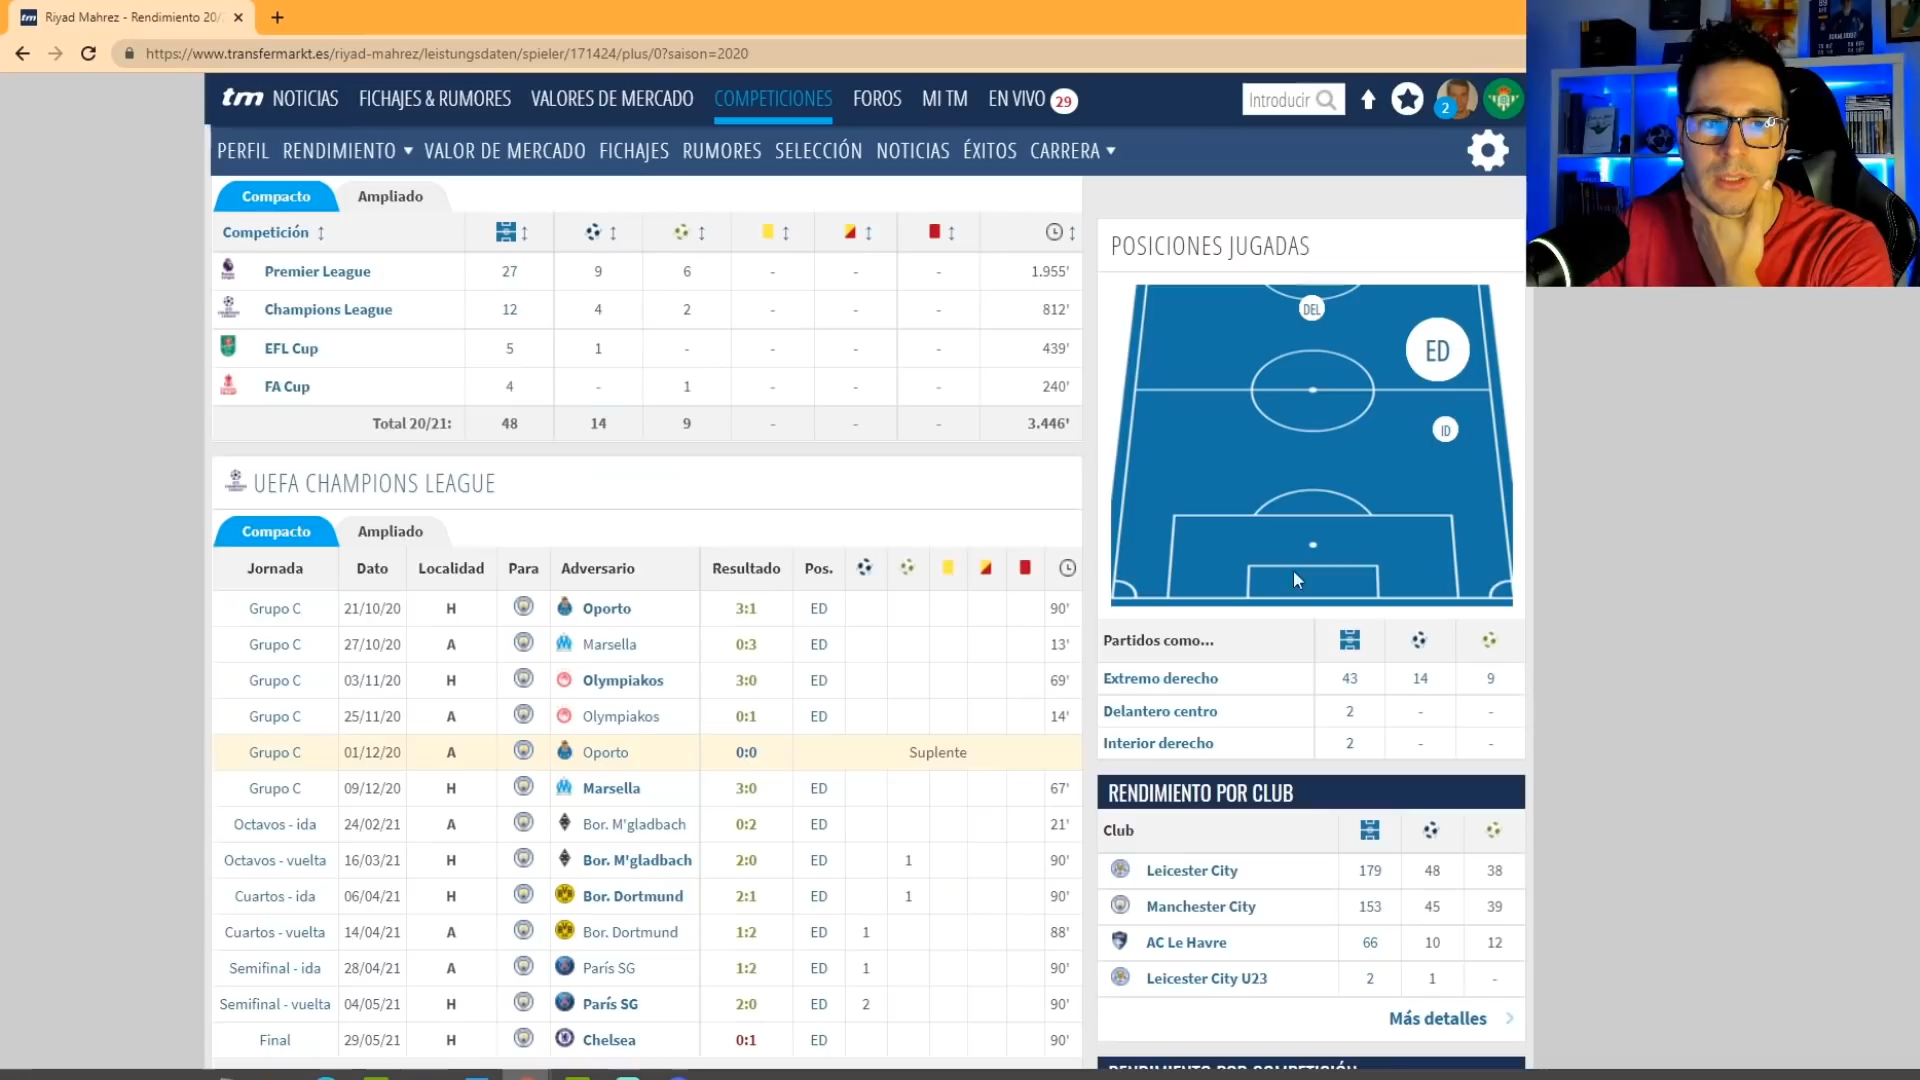 tm Riyad Mahrez - Rendimiento 20/
https://www.transfermarkt.es/riyad-mahrez/leistungsdaten/spieler/171424/plus/0?saison=2020
tm NOTICIAS FICHAJES & RUMORES VALORES DE MERCADO COMPETICIONES FOROS MI TM EN VIVO 29 Introducir 2
PERFIL RENDIMIENTO VALOR DE MERCADO FICHAJES RUMORES SELECCIÓN NOTICIAS ÉXITOS CARRERA
Compacto Ampliado
Competición
Premier League 27 9 6 - - - 1.955'
Champions League 12 4 2 - - - 812'
EFL Cup 5 1 - - - - 439'
FA Cup 4 - 1 - - - 240'
Total 20/21: 48 14 9 - - - 3.446'
UEFA CHAMPIONS LEAGUE
Compacto Ampliado
Jornada Dato Localidad Para Adversario Resultado Pos.
Grupo C 21/10/20 H Oporto 3:1 ED 90'
Grupo C 27/10/20 A Marsella 0:3 ED 13'
Grupo C 03/11/20 H Olympiakos 3:0 ED 69'
Grupo C 25/11/20 A Olympiakos 0:1 ED 14'
Grupo C 01/12/20 A Oporto 0:0 Suplente
Grupo C 09/12/20 H Marsella 3:0 ED 67'
Octavos - ida 24/02/21 A Bor. M'gladbach 0:2 ED 21'
Octavos - vuelta 16/03/21 H Bor. M'gladbach 2:0 ED 1 90'
Cuartos - ida 06/04/21 H Bor. Dortmund 2:1 ED 1 90'
Cuartos - vuelta 14/04/21 A Bor. Dortmund 1:2 ED 1 88'
Semifinal - ida 28/04/21 A París SG 1:2 ED 1 90'
Semifinal - vuelta 04/05/21 H París SG 2:0 ED 2 90'
Final 29/05/21 H Chelsea 0:1 ED 90'
POSICIONES JUGADAS
DEL
ED
ID
Partidos como...
Extremo derecho 43 14 9
Delantero centro 2 - -
Interior derecho 2 - -
RENDIMIENTO POR CLUB
Club
Leicester City 179 48 38
Manchester City 153 45 39
AC Le Havre 66 10 12
Leicester City U23 2 1 -
Más detalles
RENDIMIENTO POR COMPETICIÓN